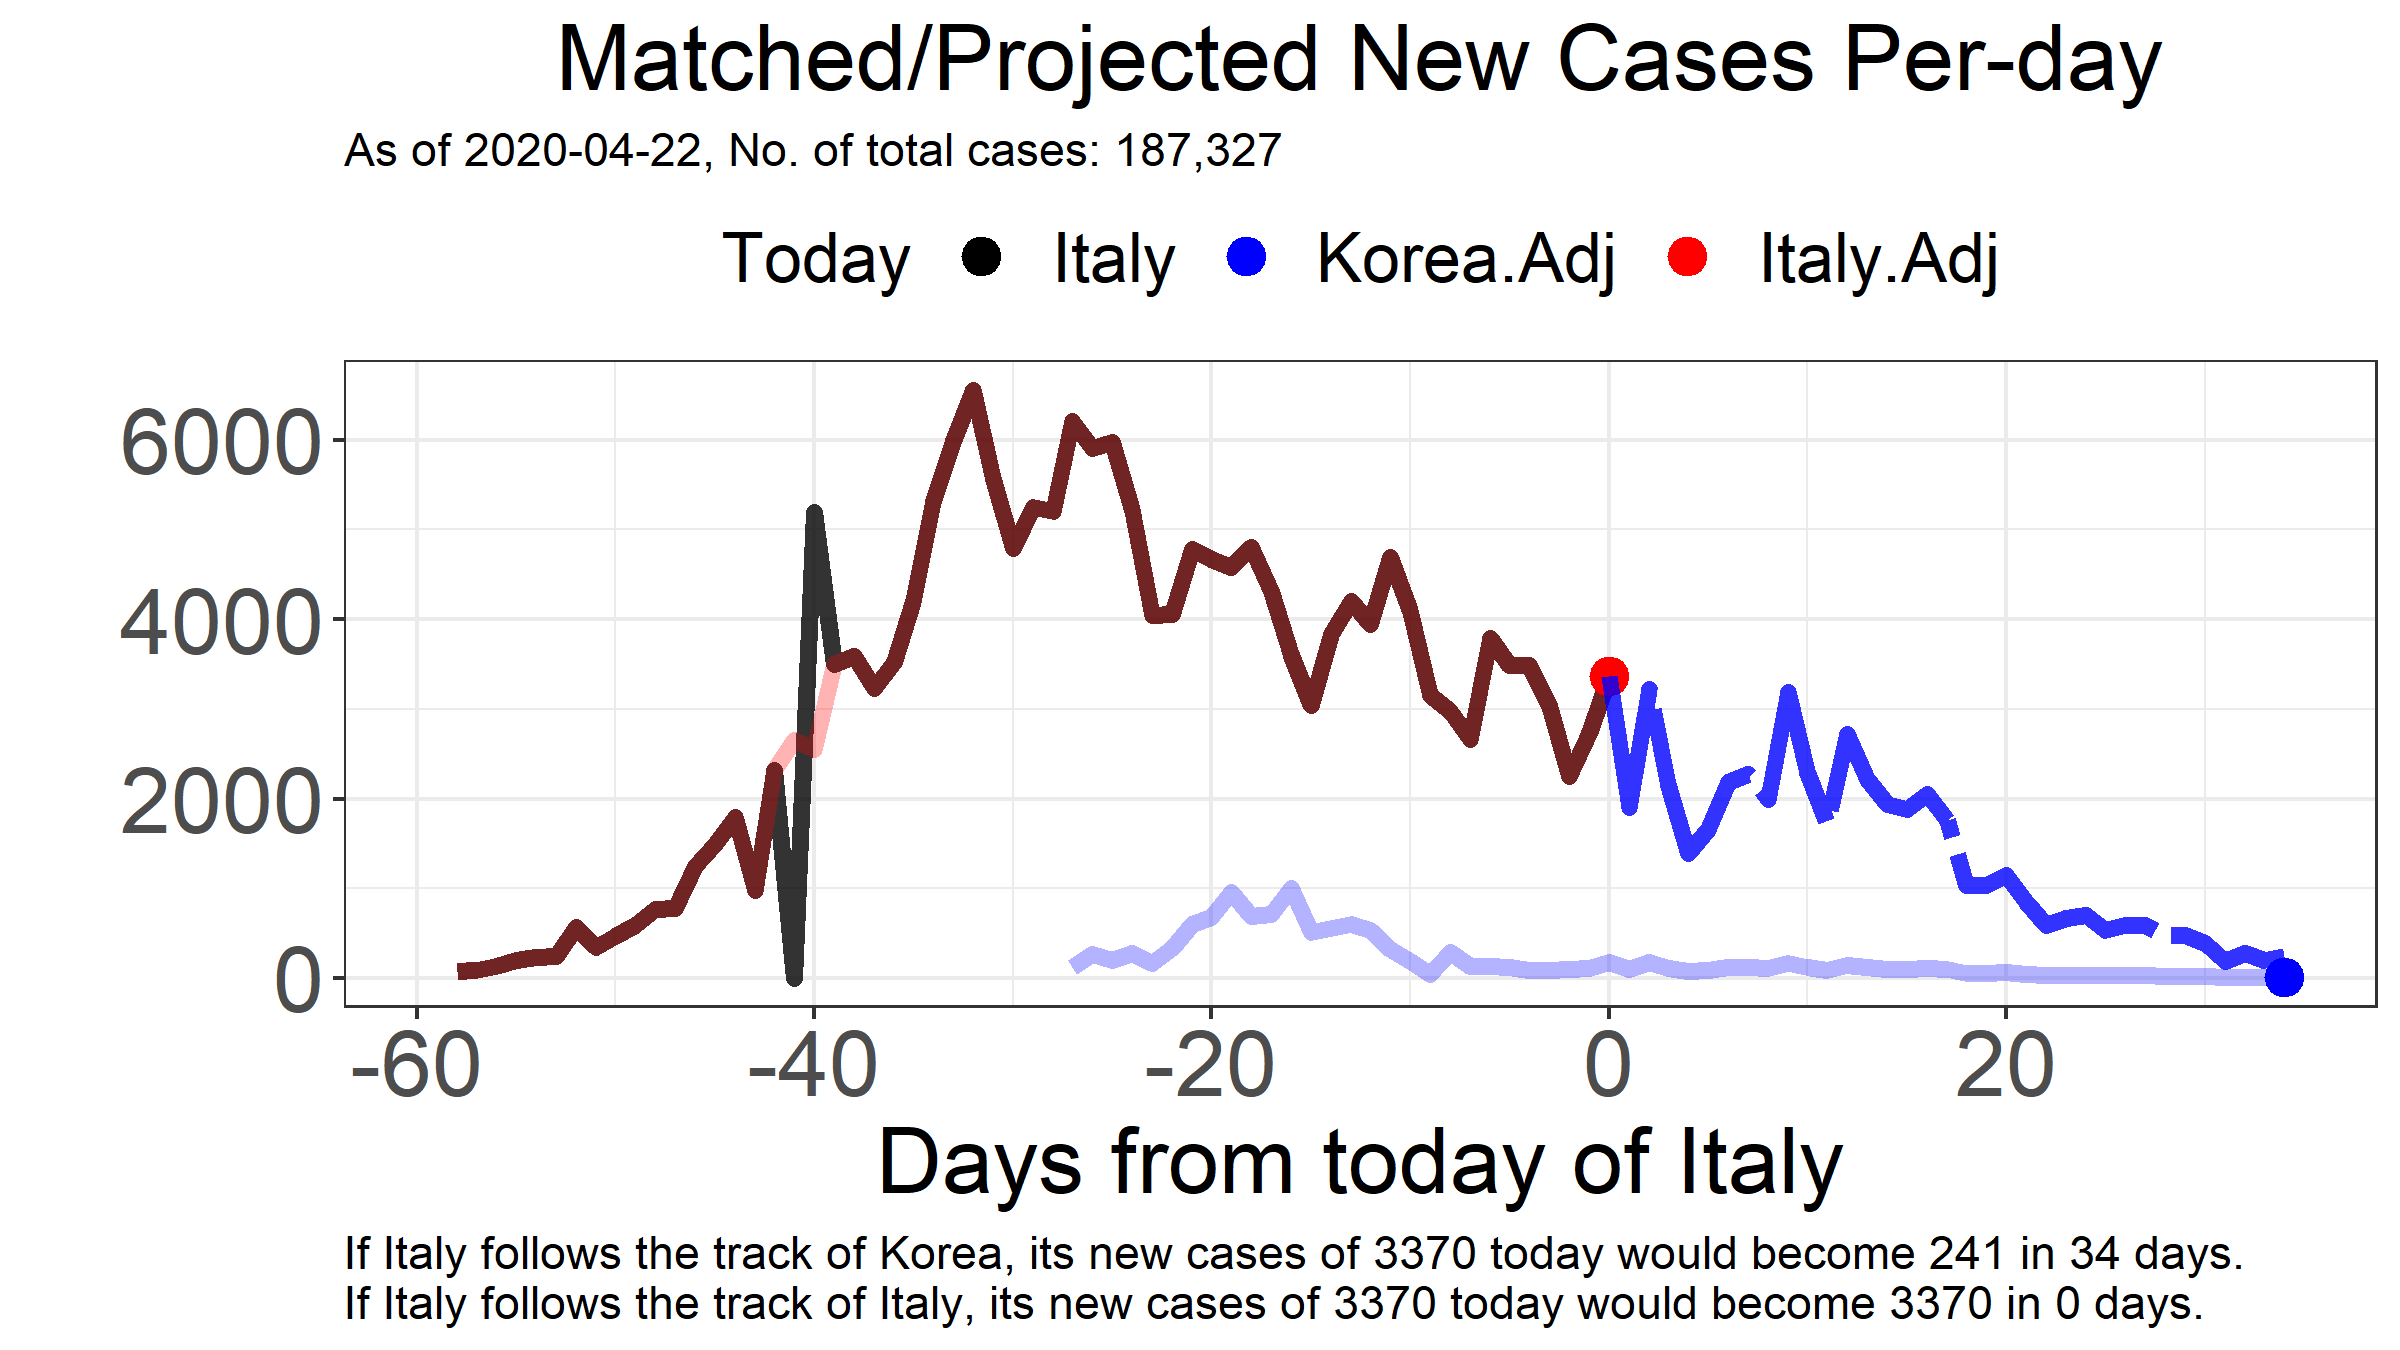 Matched/Projected New Cases Per-day
As of 2020-04-22, No. of total cases: 187,327
Today Italy Korea.Adj Italy.Adj
6000
4000
2000
0
-60 -40 -20 0 20
Days from today of Italy
If Italy follows the track of Korea, its new cases of 3370 today would become 241 in 34 days.
If Italy follows the track of Italy, its new cases of 3370 today would become 3370 in 0 days.